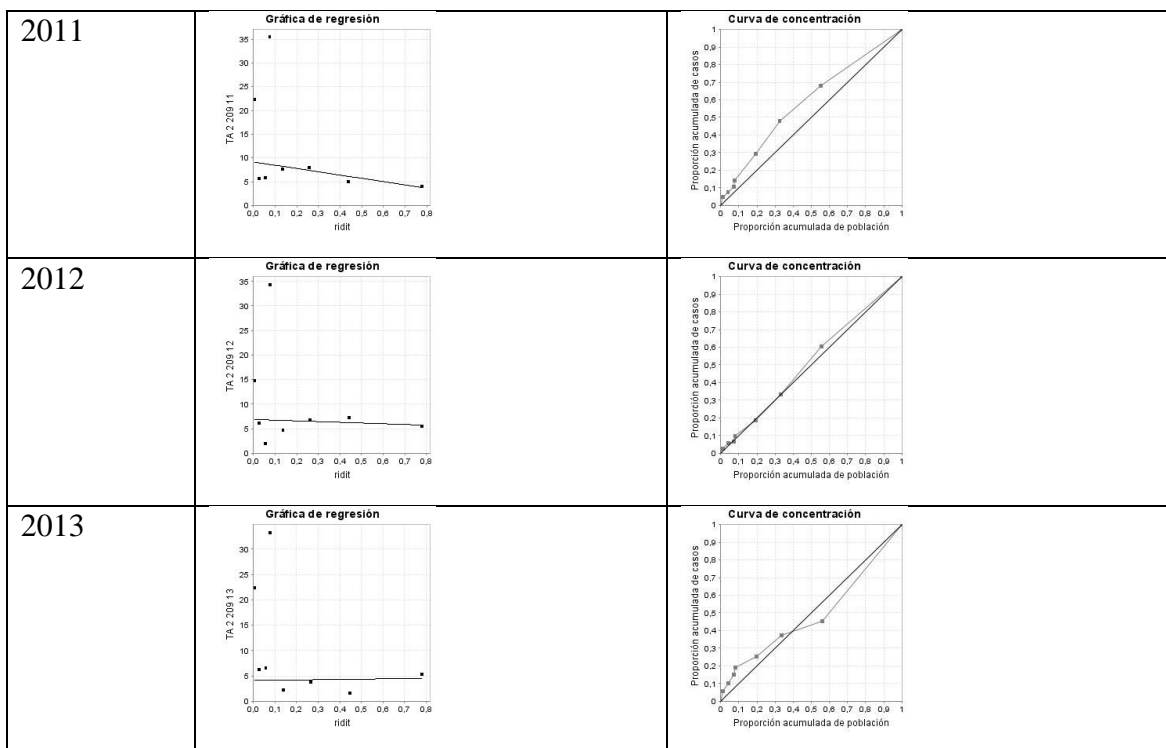 2011
Gráfica de regresión
TA 2 209 11
35
30
25
20
15
10
5
0
0,0 0,1 0,2 0,3 0,4 0,5 0,6 0,7 0,8
ridit
Curva de concentración
Proporción acumulada de casos
1
0,9
0,8
0,7
0,6
0,5
0,4
0,3
0,2
0,1
0
0 0,1 0,2 0,3 0,4 0,5 0,6 0,7 0,8 0,9 1
Proporción acumulada de población
2012
Gráfica de regresión
TA 2 209 12
35
30
25
20
15
10
5
0
0,0 0,1 0,2 0,3 0,4 0,5 0,6 0,7 0,8
ridit
Curva de concentración
Proporción acumulada de casos
1
0,9
0,8
0,7
0,6
0,5
0,4
0,3
0,2
0,1
0
0 0,1 0,2 0,3 0,4 0,5 0,6 0,7 0,8 0,9 1
Proporción acumulada de población
2013
Gráfica de regresión
TA 2 209 13
30
25
20
15
10
5
0
0,0 0,1 0,2 0,3 0,4 0,5 0,6 0,7 0,8
ridit
Curva de concentración
Proporción acumulada de casos
1
0,9
0,8
0,7
0,6
0,5
0,4
0,3
0,2
0,1
0
0 0,1 0,2 0,3 0,4 0,5 0,6 0,7 0,8 0,9 1
Proporción acumulada de población